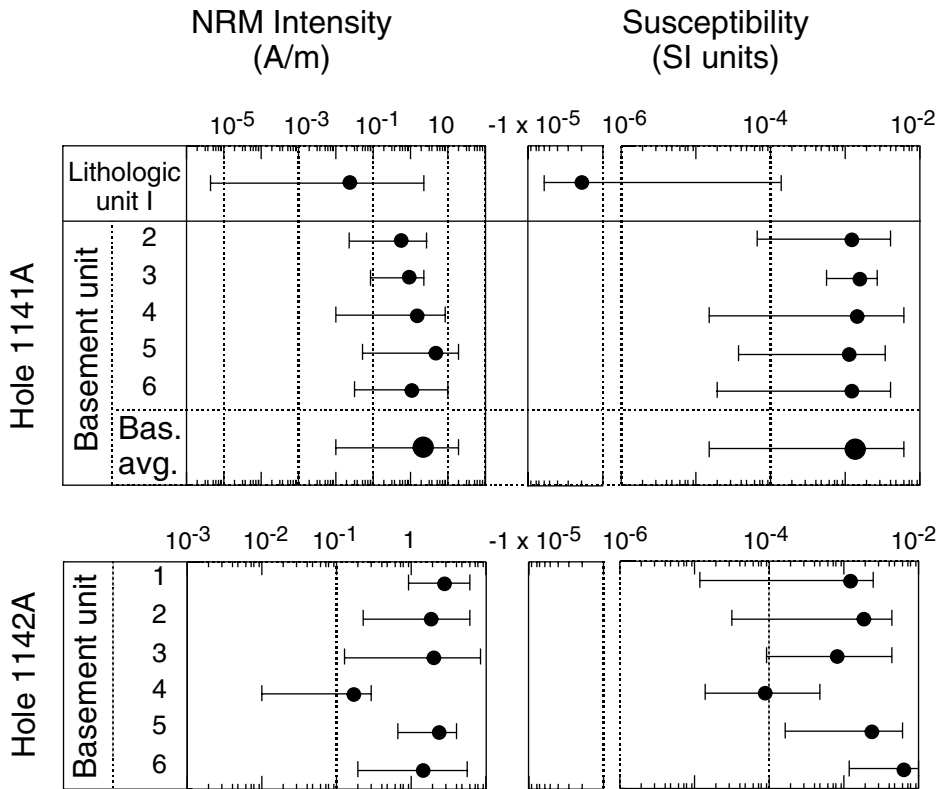 NRM Intensity
(A/m)
Susceptibility
(SI units)
10-5 10-3 10-1 10 -1 x 10-5 10-6 10-4 10-2
Hole 1141A
Lithologic
unit I
Basement unit
2
3
4
5
6
Bas.
avg.
10-3 10-2 10-1 1 -1 x 10-5 10-6 10-4 10-2
Hole 1142A
Basement unit
1
2
3
4
5
6